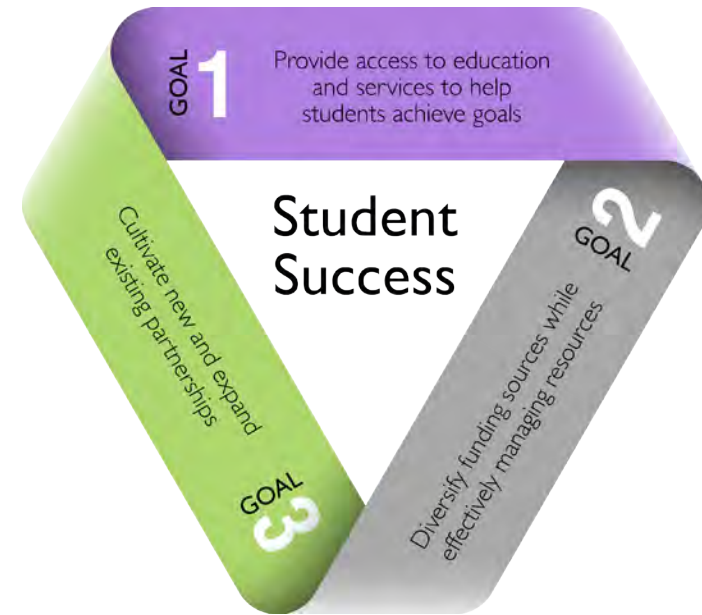 GOAL 1
Provide access to education
and services to help
students achieve goals
Student
Success
GOAL 2
Diversify funding sources while
effectively managing resources
GOAL 3
Cultivate new and expand
existing partnerships